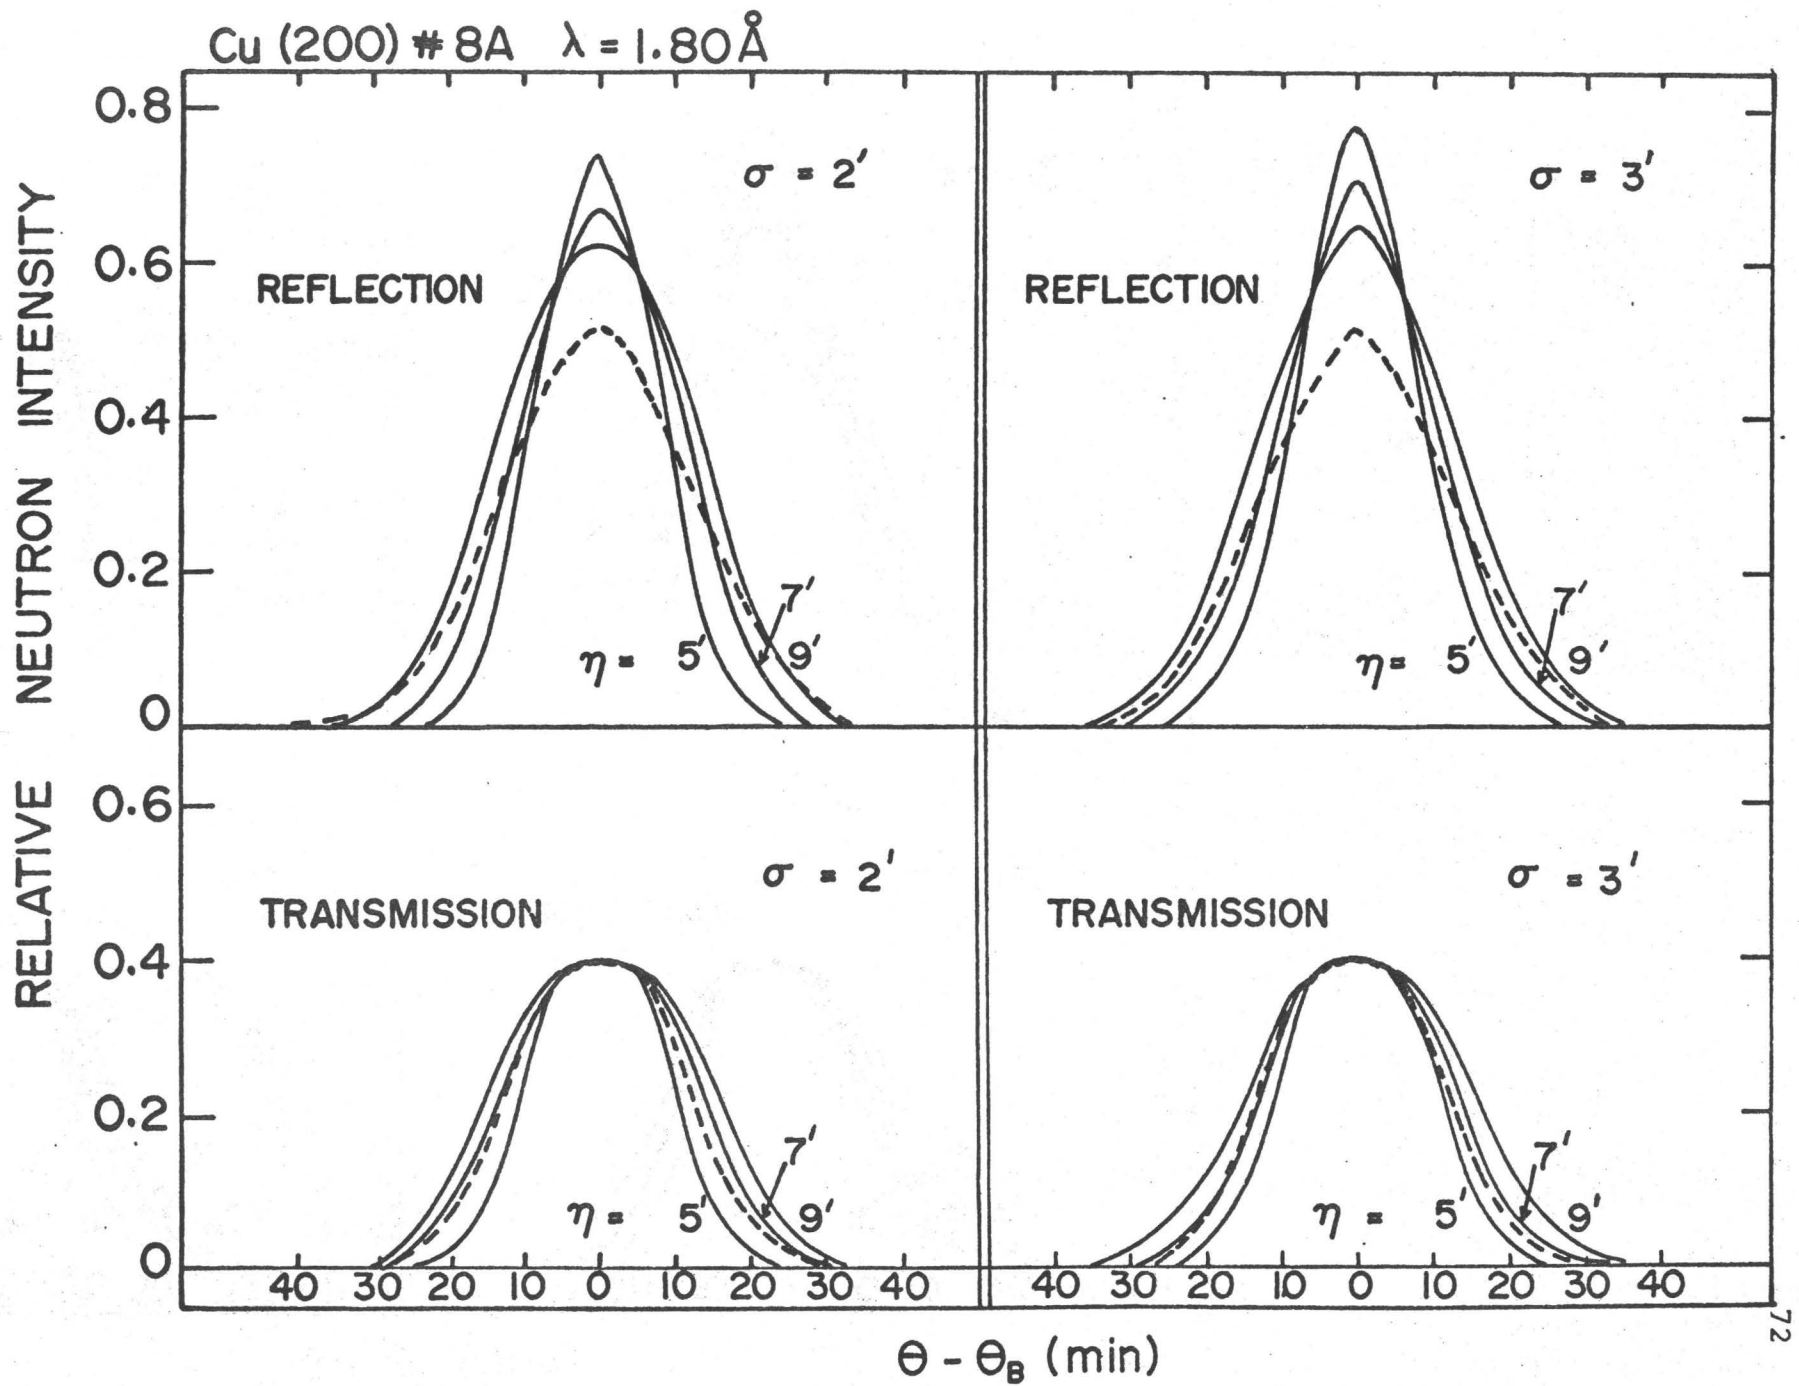 Cu (200) # 8A λ = 1.80 Å
RELATIVE NEUTRON INTENSITY
0.8
0.6
0.4
0.2
0
REFLECTION
σ = 2′
η = 5′ 7′ 9′
REFLECTION
σ = 3′
η = 5′ 7′ 9′
0.6
0.4
0.2
0
TRANSMISSION
σ = 2′
η = 5′ 7′ 9′
TRANSMISSION
σ = 3′
η = 5′ 7′ 9′
40 30 20 10 0 10 20 30 40
40 30 20 10 0 10 20 30 40
θ - θB (min)
72